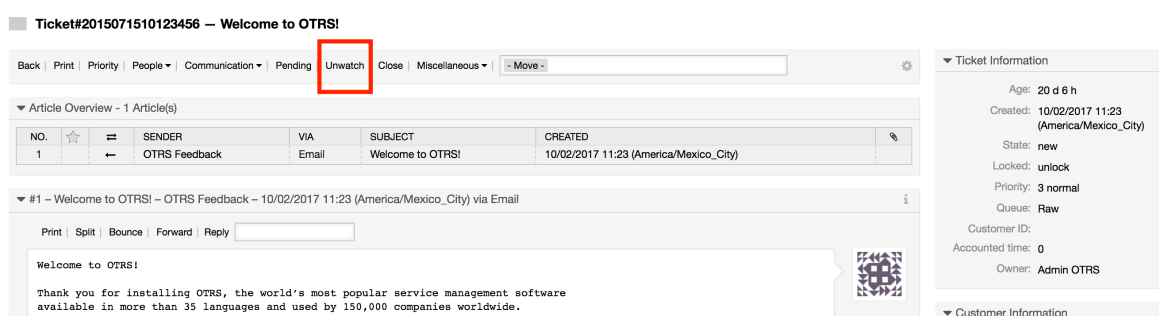 Ticket#2015071510123456 — Welcome to OTRS!
Back | Print | Priority | People | Communication | Pending | Unwatch | Close | Miscellaneous | - Move -
Article Overview - 1 Article(s)
NO. SENDER VIA SUBJECT CREATED
1 OTRS Feedback Email Welcome to OTRS! 10/02/2017 11:23 (America/Mexico_City)
#1 – Welcome to OTRS! – OTRS Feedback – 10/02/2017 11:23 (America/Mexico_City) via Email
Print | Split | Bounce | Forward | Reply
Welcome to OTRS!
Thank you for installing OTRS, the world's most popular service management software
available in more than 35 languages and used by 150,000 companies worldwide.
Ticket Information
Age: 20 d 6 h
Created: 10/02/2017 11:23
(America/Mexico_City)
State: new
Locked: unlock
Priority: 3 normal
Queue: Raw
Customer ID:
Accounted time: 0
Owner: Admin OTRS
Customer Information